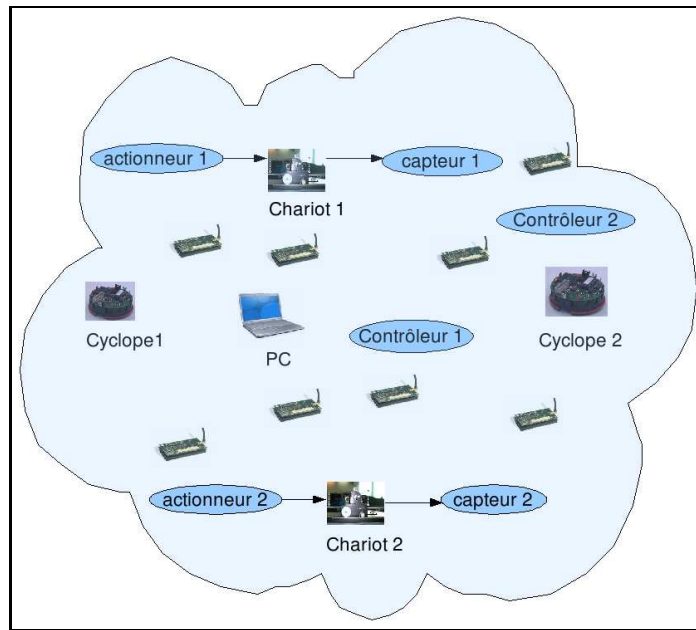 actionneur 1
capteur 1
Chariot 1
Contrôleur 2
Cyclope1
PC
Contrôleur 1
Cyclope 2
actionneur 2
capteur 2
Chariot 2